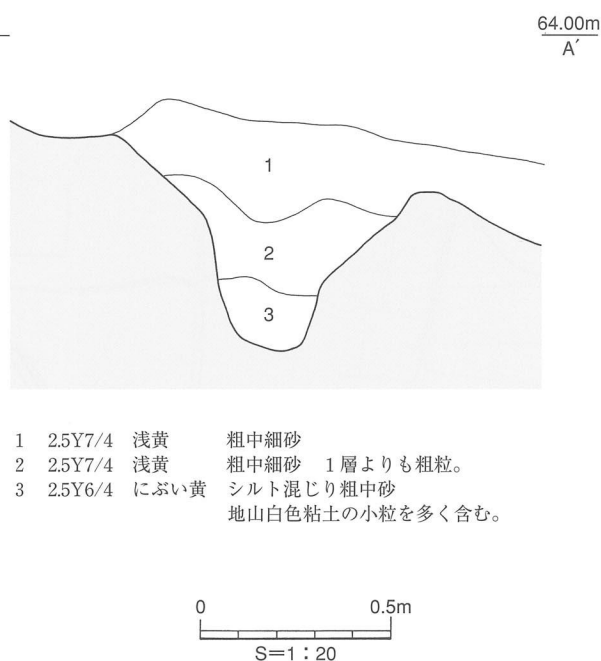 64.00m
A′
1
2
3
1 2.5Y7/4 浅黄 粗中細砂
2 2.5Y7/4 浅黄 粗中細砂 1層よりも粗粒。
3 2.5Y6/4 にぶい黄 シルト混じり粗中砂
地山白色粘土の小粒を多く含む。
0 0.5m
S＝1：20